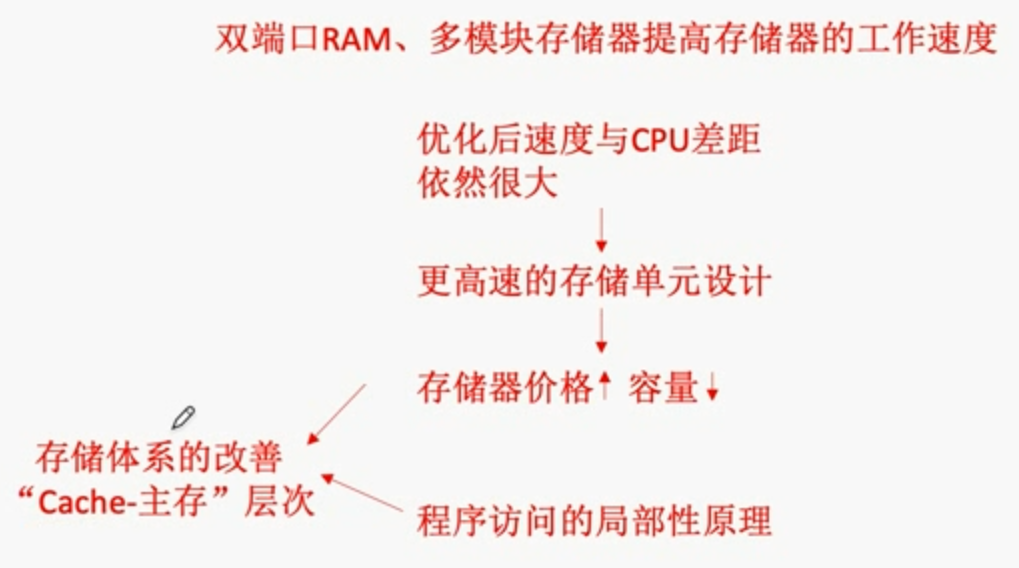 双端口RAM、多模块存储器提高存储器的工作速度
优化后速度与CPU差距
依然很大
更高速的存储单元设计
存储器价格 容量
存储体系的改善
“Cache-主存”层次
程序访问的局部性原理